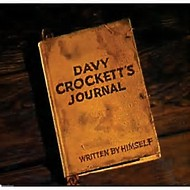 DAVY
CROCKETT'S
JOURNAL
WRITTEN BY HIMSELF